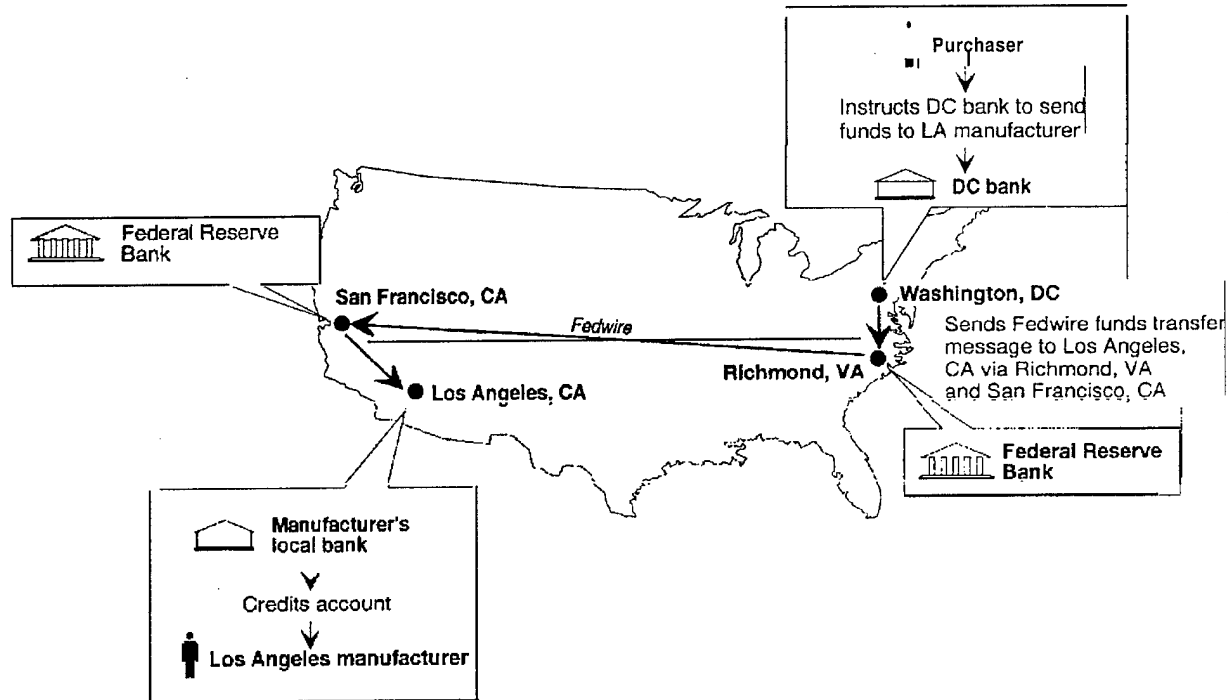 Purchaser
Instructs DC bank to send
funds to LA manufacturer
DC bank
Federal Reserve
Bank
San Francisco, CA
Washington, DC
Fedwire
Sends Fedwire funds transfer
message to Los Angeles,
CA via Richmond, VA
and San Francisco, CA
Richmond, VA
Los Angeles, CA
Federal Reserve
Bank
Manufacturer's
local bank
Credits account
Los Angeles manufacturer